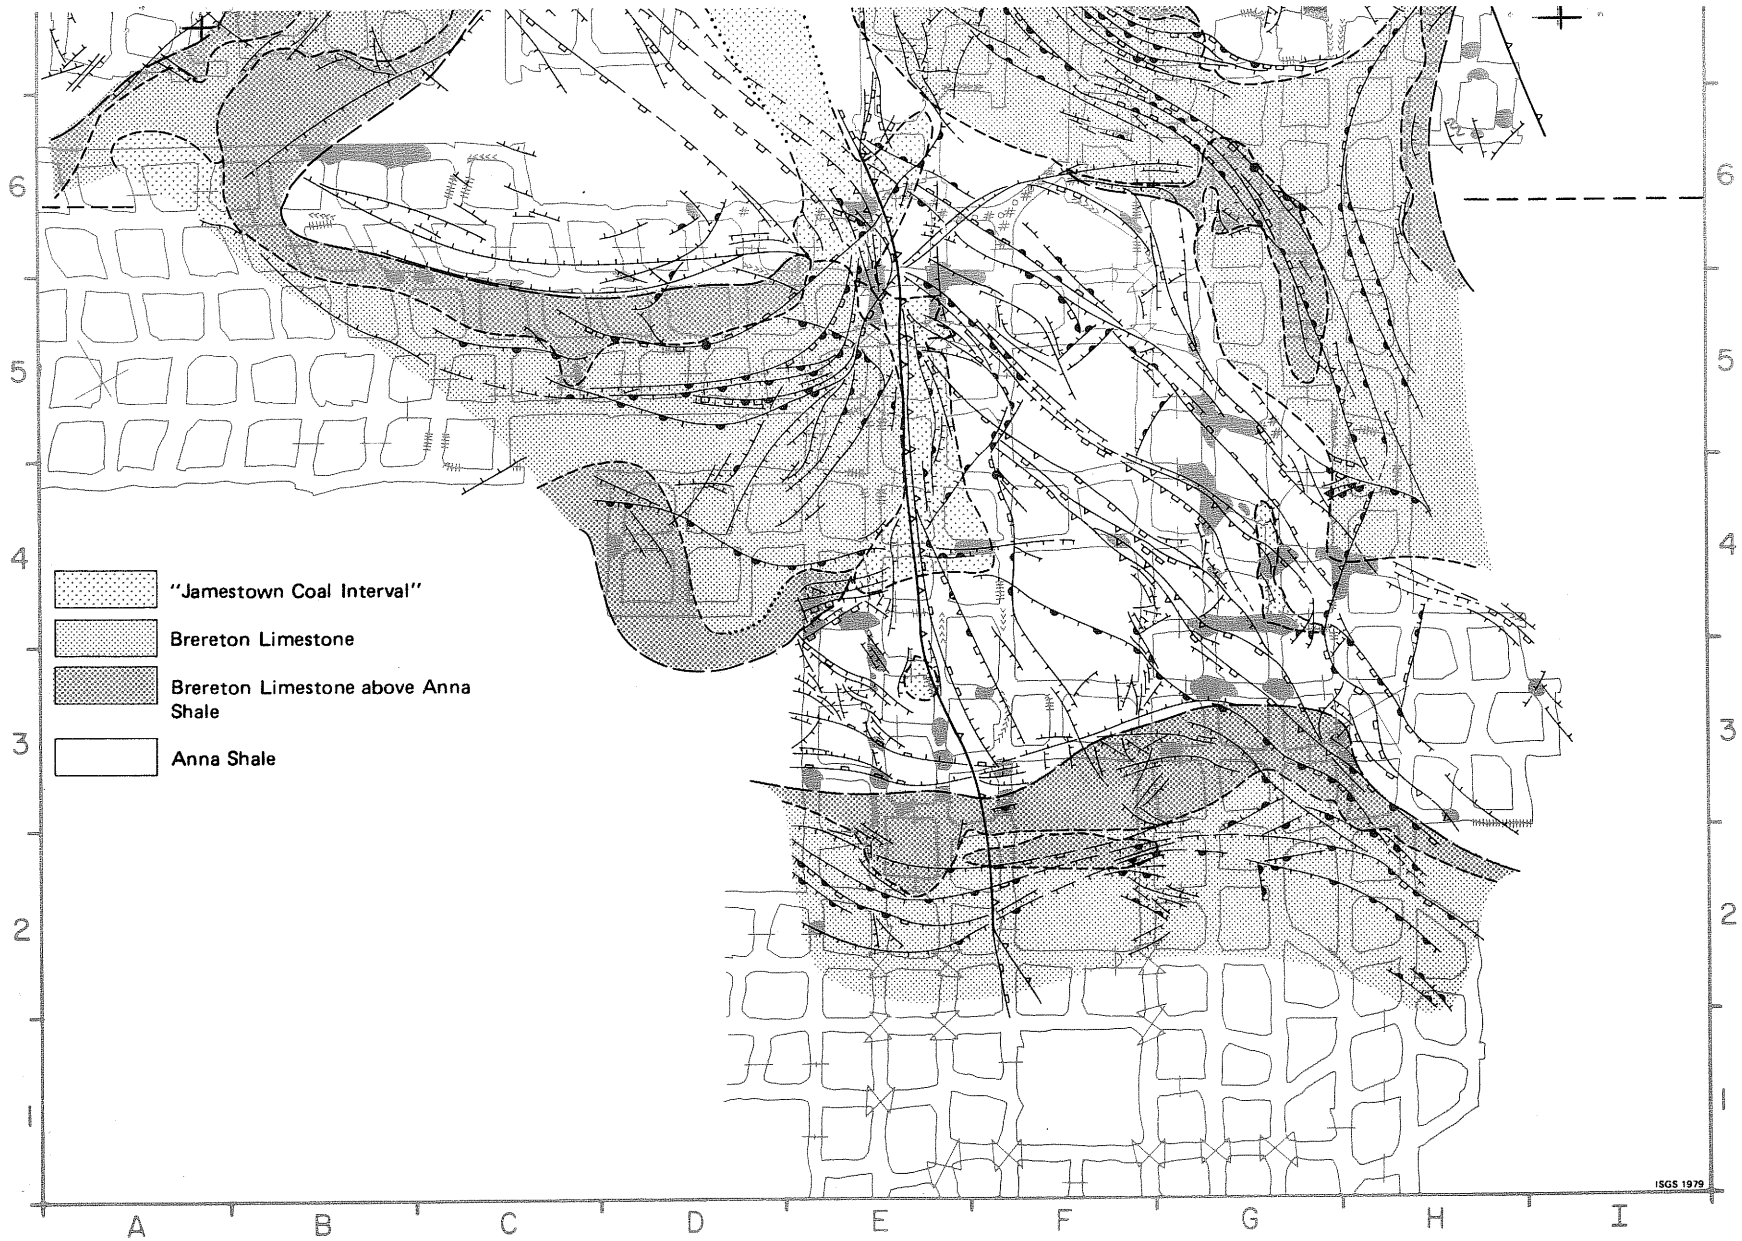 6
6
5
5
4
4
"Jamestown Coal Interval"
Brereton Limestone
Brereton Limestone above Anna
Shale
Anna Shale
3
3
2
2
1
1
ISGS 1979
A B C D E F G H I